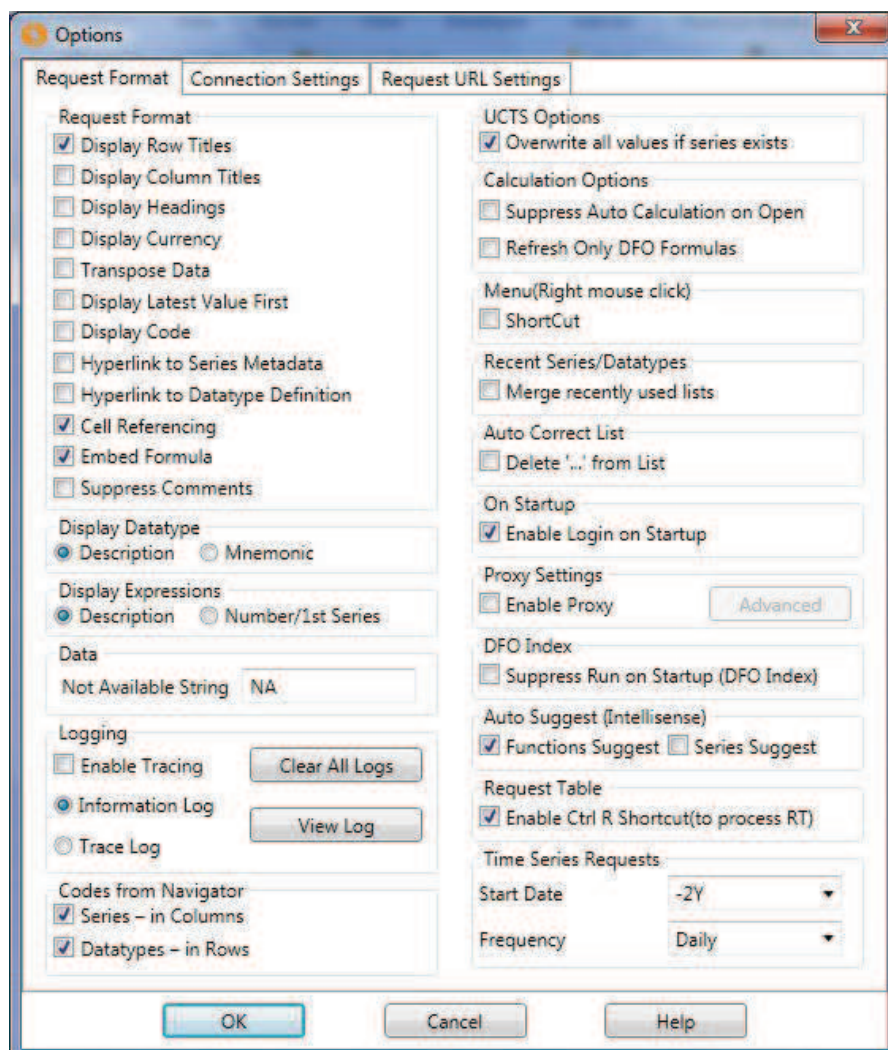 Options
Request Format
Connection Settings
Request URL Settings
Request Format
Display Row Titles
Display Column Titles
Display Headings
Display Currency
Transpose Data
Display Latest Value First
Display Code
Hyperlink to Series Metadata
Hyperlink to Datatype Definition
Cell Referencing
Embed Formula
Suppress Comments
Display Datatype
Description Mnemonic
Display Expressions
Description Number/1st Series
Data
Not Available String NA
Logging
Enable Tracing Clear All Logs
Information Log
View Log
Trace Log
Codes from Navigator
Series – in Columns
Datatypes – in Rows
UCTS Options
Overwrite all values if series exists
Calculation Options
Suppress Auto Calculation on Open
Refresh Only DFO Formulas
Menu(Right mouse click)
ShortCut
Recent Series/Datatypes
Merge recently used lists
Auto Correct List
Delete '...' from List
On Startup
Enable Login on Startup
Proxy Settings
Enable Proxy Advanced
DFO Index
Suppress Run on Startup (DFO Index)
Auto Suggest (Intellisense)
Functions Suggest Series Suggest
Request Table
Enable Ctrl R Shortcut(to process RT)
Time Series Requests
Start Date -2Y
Frequency Daily
OK Cancel Help